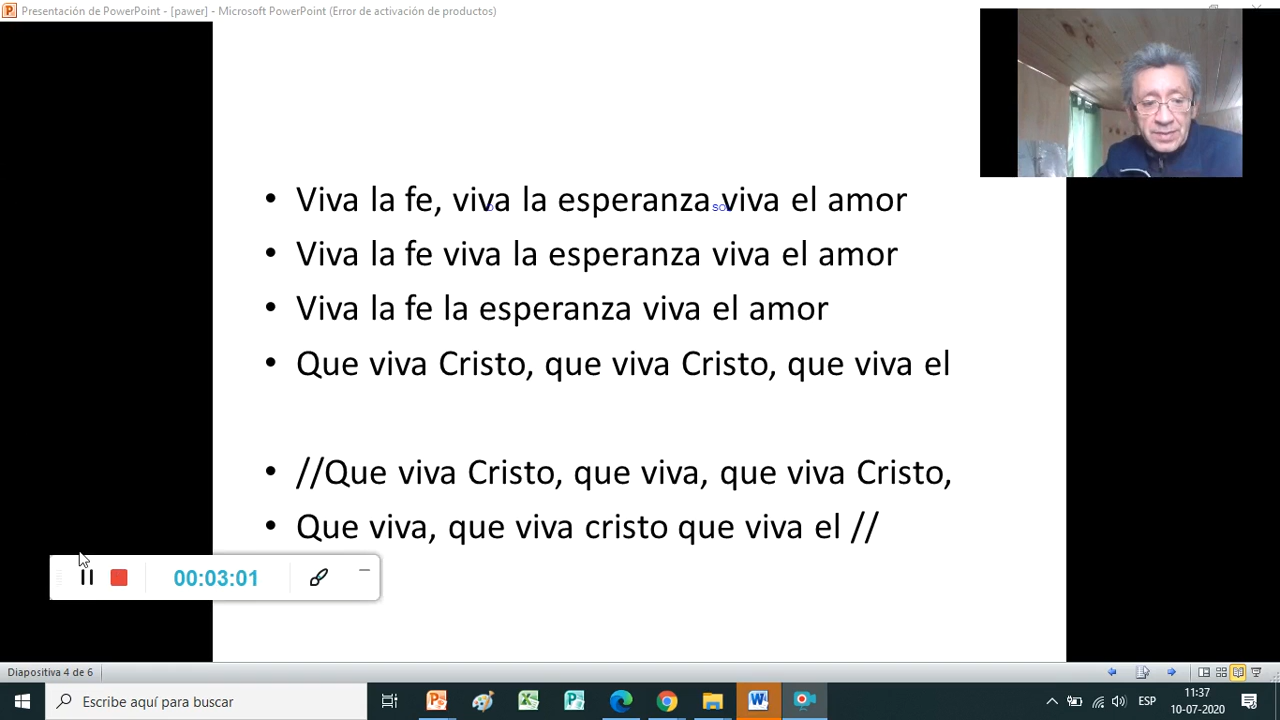 Presentación de PowerPoint - [pawer] - Microsoft PowerPoint (Error de activación de productos)
• Viva la fe, viva la esperanza viva el amor
• Viva la fe viva la esperanza viva el amor
• Viva la fe la esperanza viva el amor
• Que viva Cristo, que viva Cristo, que viva el
• //Que viva Cristo, que viva, que viva Cristo,
• Que viva, que viva cristo que viva el //
00:03:01
Diapositiva 4 de 6
Escribe aquí para buscar
ESP
11:37
10-07-2020